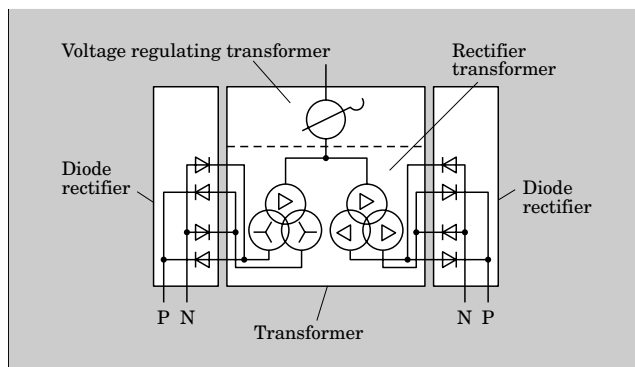 Voltage regulating transformer
Rectifier
transformer
Diode
rectifier
Diode
rectifier
P N
N P
Transformer